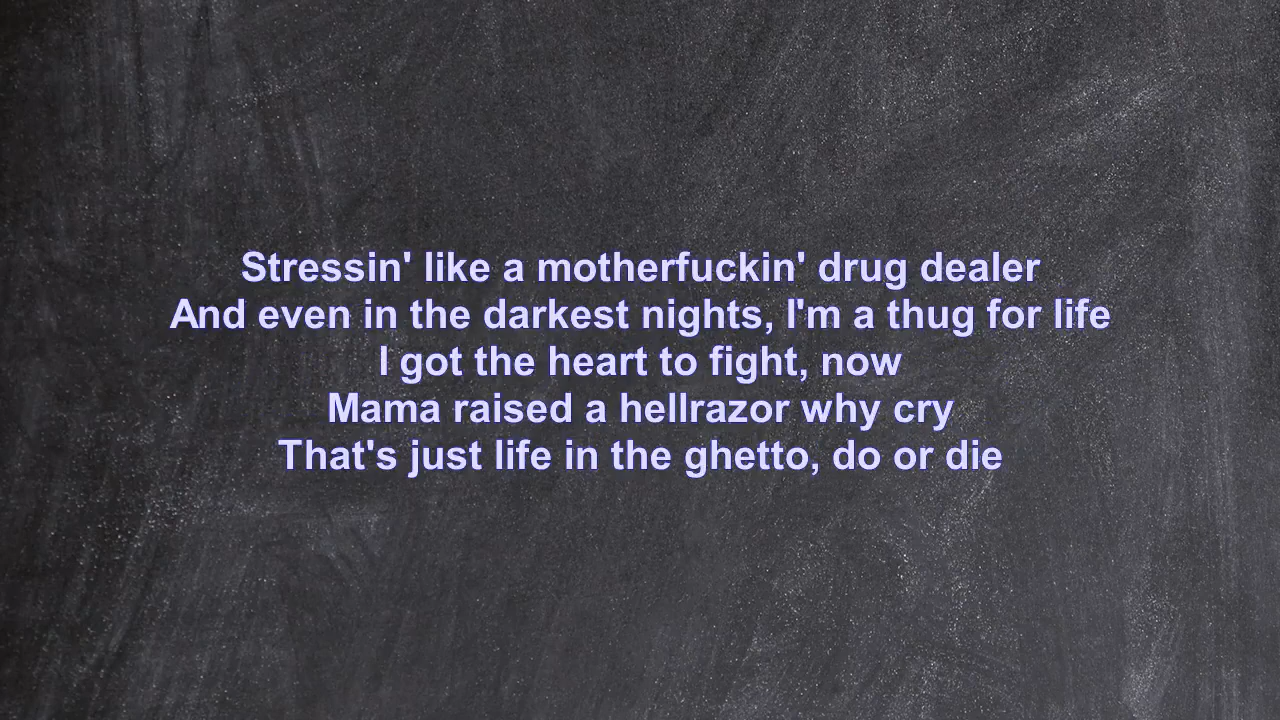 Stressin' like a motherfuckin' drug dealer
And even in the darkest nights, I'm a thug for life
I got the heart to fight, now
Mama raised a hellrazor why cry
That's just life in the ghetto, do or die